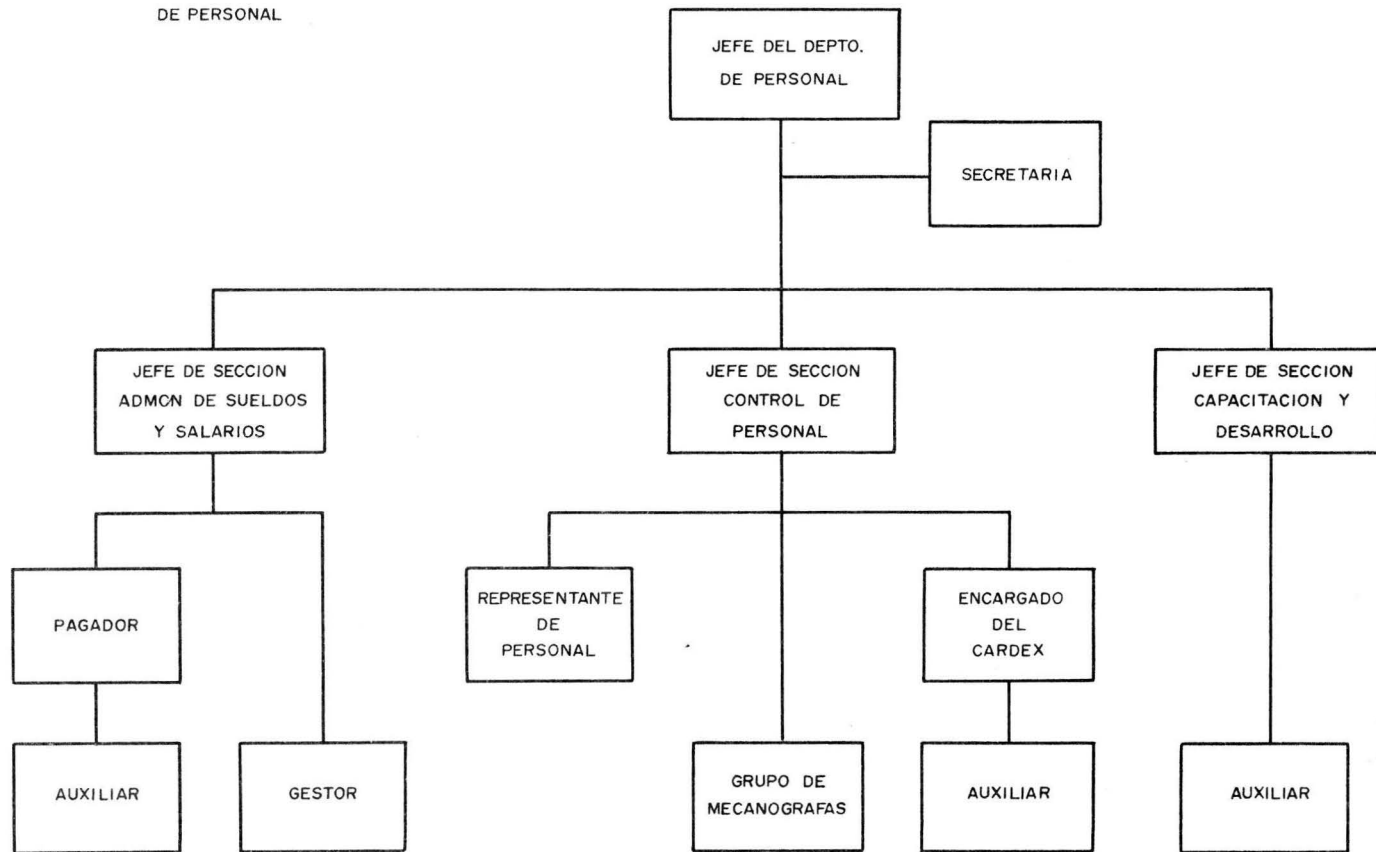 DE PERSONAL
JEFE DEL DEPTO.
DE PERSONAL
SECRETARIA
JEFE DE SECCION
ADMON DE SUELDOS
Y SALARIOS
JEFE DE SECCION
CONTROL DE
PERSONAL
JEFE DE SECCION
CAPACITACION Y
DESARROLLO
PAGADOR
REPRESENTANTE
DE
PERSONAL
ENCARGADO
DEL
CARDEX
AUXILIAR
GESTOR
GRUPO DE
MECANOGRAFAS
AUXILIAR
AUXILIAR